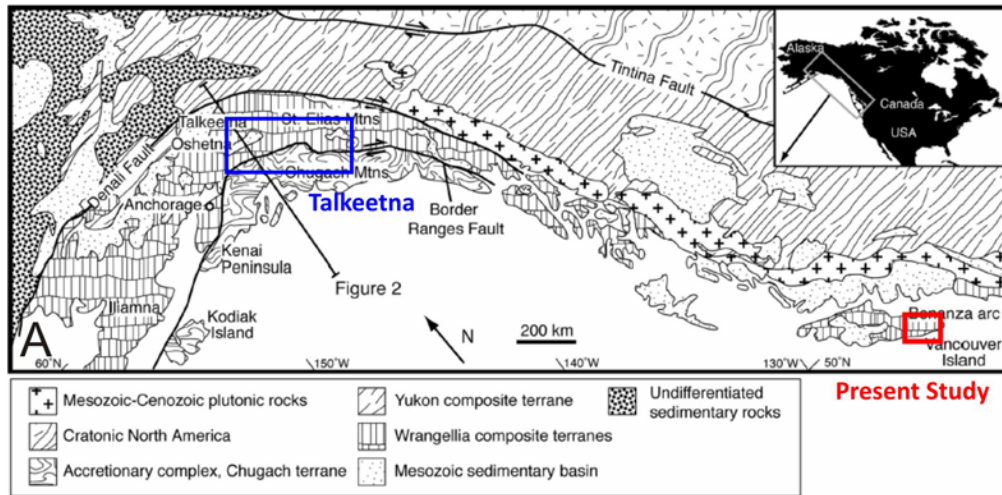 Alaska
Canada
USA
Tintina Fault
Talkeetna
St. Elias Mtns
Oshetna
Denali Fault
Chugach Mtns
Talkeetna
Anchorage
Border
Ranges Fault
Kenai
Peninsula
Figure 2
Iliamna
Kodiak
Island
N
200 km
Bonanza arc
Vancouver
Island
A
60°N
150°W
140°W
130°W
50°N
Present Study
Mesozoic-Cenozoic plutonic rocks
Cratonic North America
Accretionary complex, Chugach terrane
Yukon composite terrane
Wrangellia composite terranes
Mesozoic sedimentary basin
Undifferentiated
sedimentary rocks